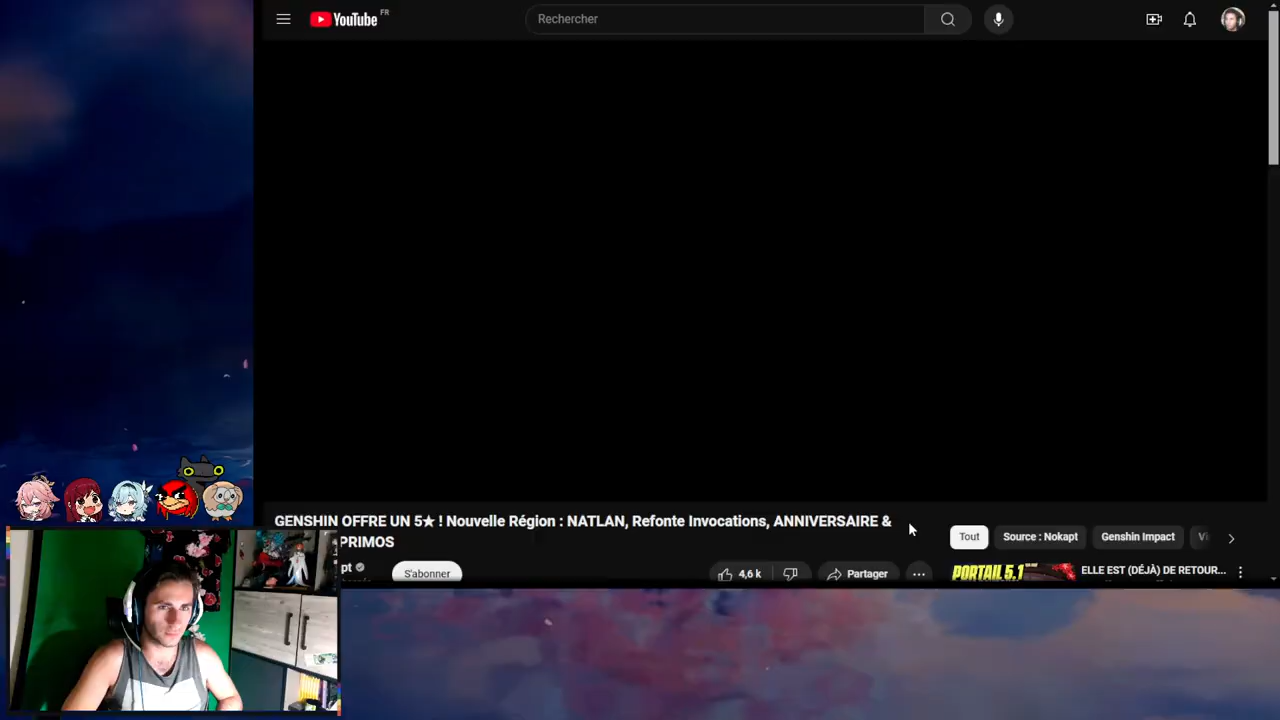 YouTube FR
Rechercher
GENSHIN OFFRE UN 5★ ! Nouvelle Région : NATLAN, Refonte Invocations, ANNIVERSAIRE &
PRIMOS
pt
S'abonner
4,6 k
Partager
Tout
Source : Nokapt
Genshin Impact
PORTAIL 5.1
ELLE EST (DÉJÀ) DE RETOUR...